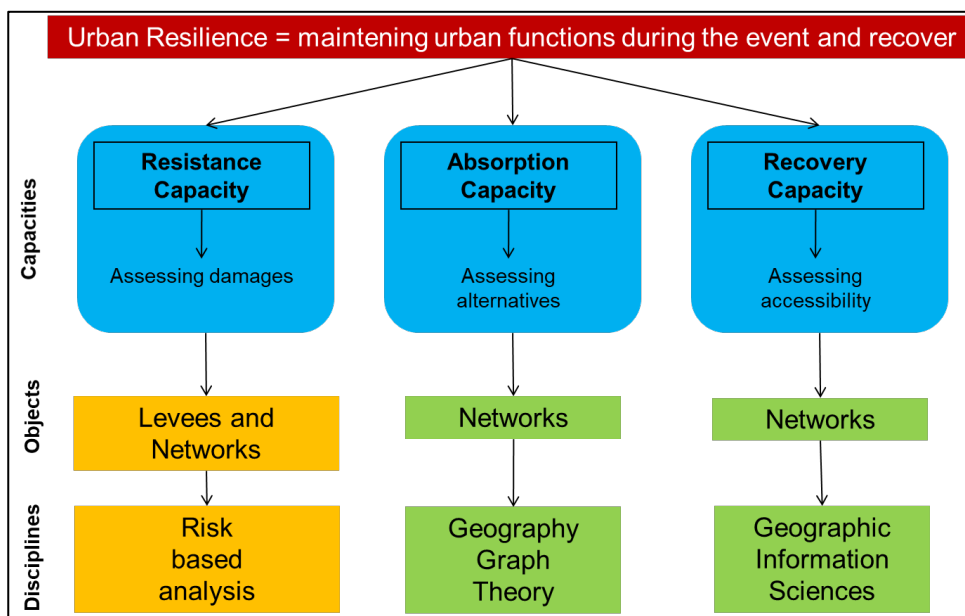 Urban Resilience = maintening urban functions during the event and recover
Capacities
Resistance
Capacity
Assessing damages
Absorption
Capacity
Assessing
alternatives
Recovery
Capacity
Assessing
accessibility
Objects
Levees and
Networks
Networks
Networks
Disciplines
Risk
based
analysis
Geography
Graph
Theory
Geographic
Information
Sciences